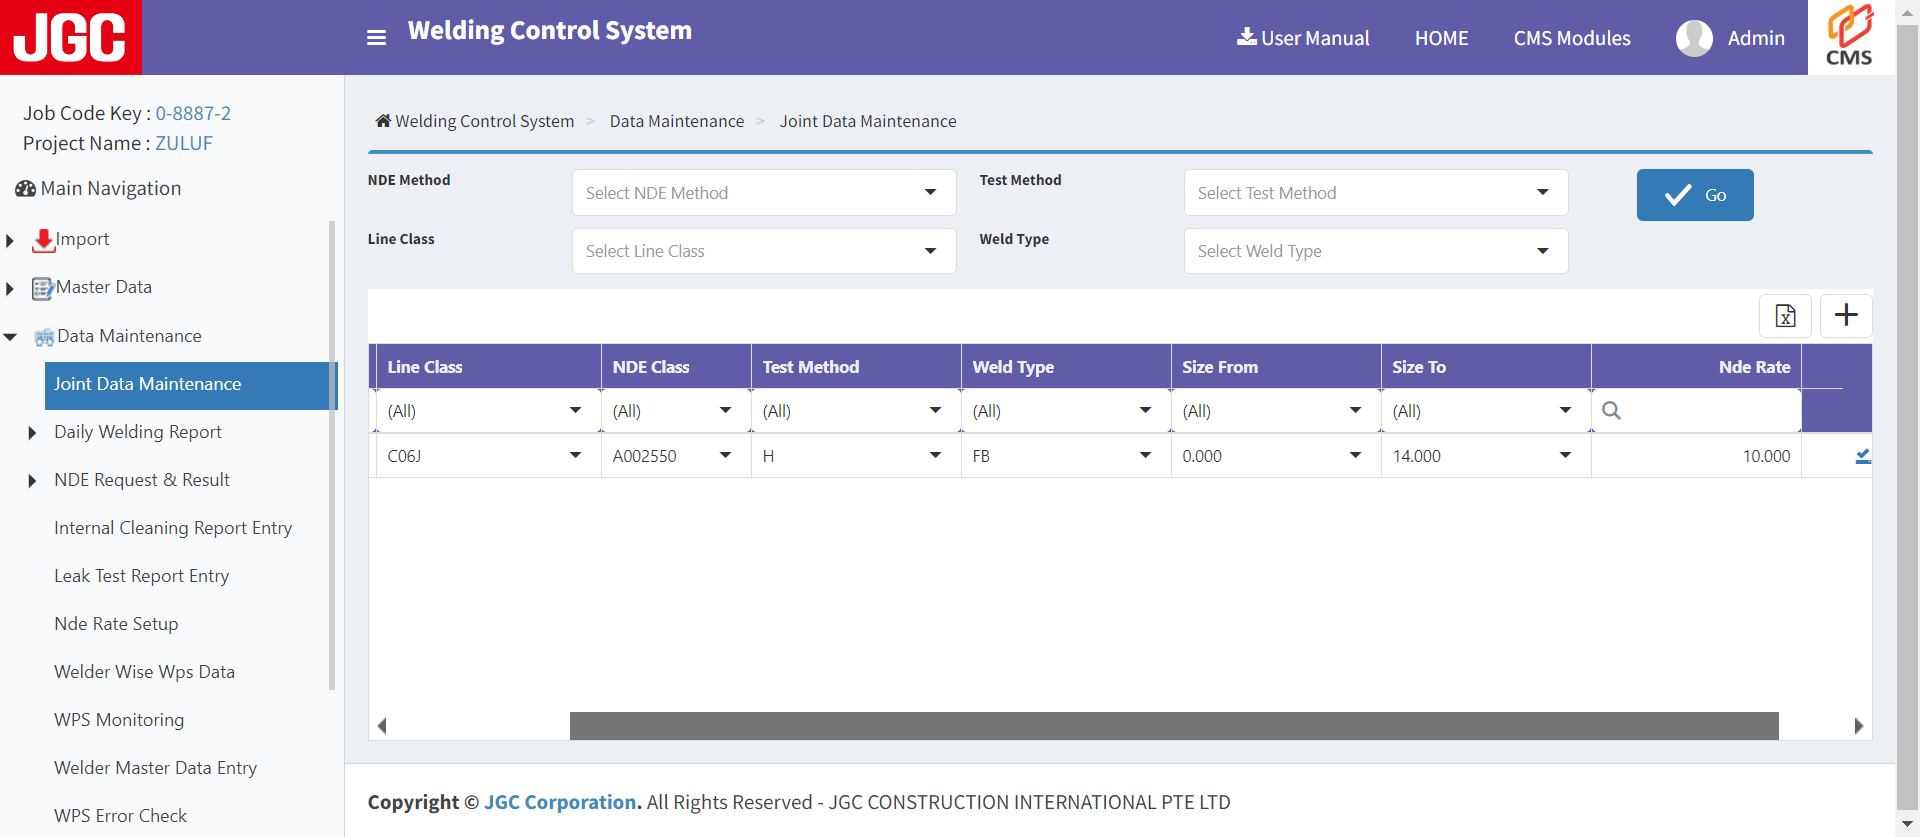 JGC
Welding Control System
User Manual
HOME
CMS Modules
Admin
CMS
Job Code Key : 0-8887-2
Project Name : ZULUF
Main Navigation
Import
Master Data
Data Maintenance
Joint Data Maintenance
Daily Welding Report
NDE Request & Result
Internal Cleaning Report Entry
Leak Test Report Entry
Nde Rate Setup
Welder Wise Wps Data
WPS Monitoring
Welder Master Data Entry
WPS Error Check
Welding Control System > Data Maintenance > Joint Data Maintenance
NDE Method Select NDE Method Test Method Select Test Method Go
Line Class Select Line Class Weld Type Select Weld Type
Line Class NDE Class Test Method Weld Type Size From Size To Nde Rate
(All) (All) (All) (All) (All) (All)
C06J A002550 H FB 0.000 14.000 10.000
Copyright © JGC Corporation. All Rights Reserved - JGC CONSTRUCTION INTERNATIONAL PTE LTD